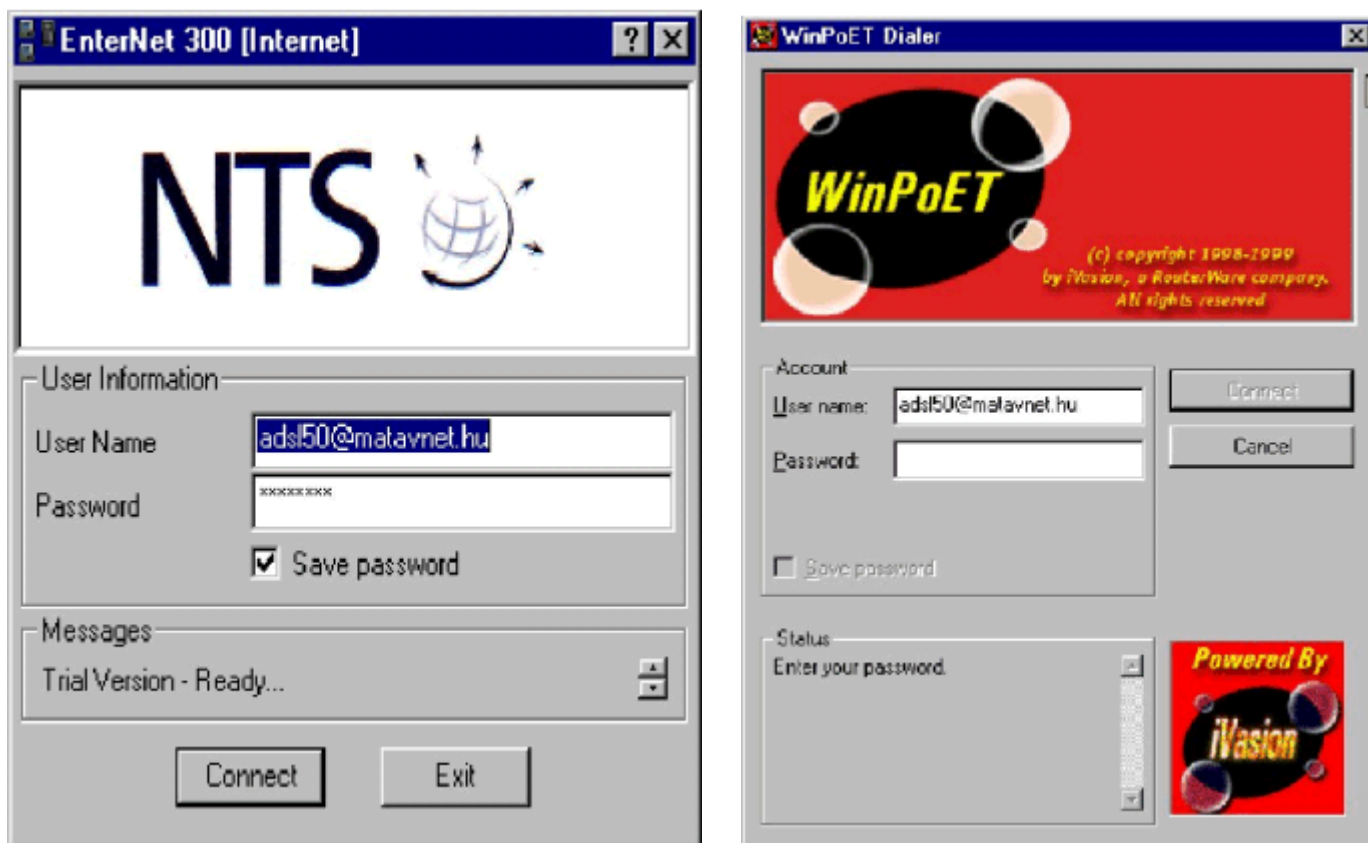 EnterNet 300 [Internet]
NTS
User Information
User Name
adsl50@matavnet.hu
Password
********
Save password
Messages
Trial Version - Ready...
Connect
Exit
WinPoET Dialer
WinPoET
(c) copyright 1998-1999
by iVasion, a RouterWare company.
All rights reserved
Account
User name:
adsl50@matavnet.hu
Password:
Save password
Connect
Cancel
Status
Enter your password.
Powered By
iVasion